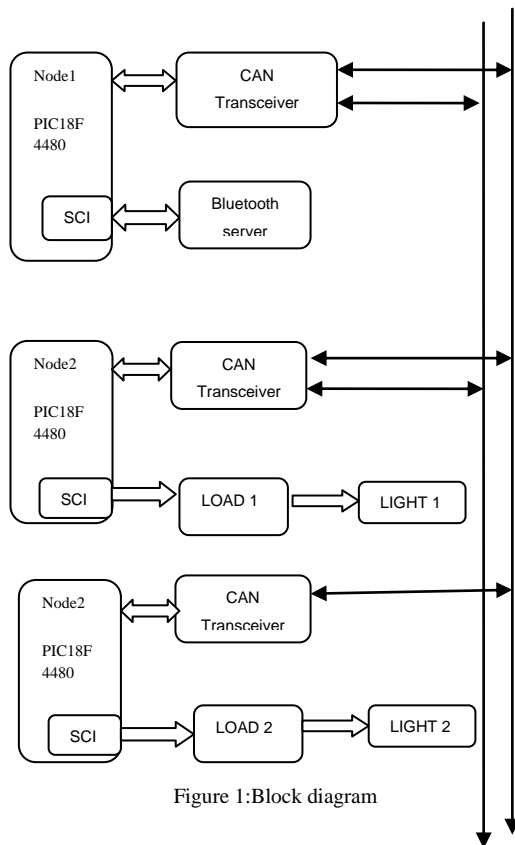 Node1
PIC18F
4480
SCI
CAN
Transceiver
Bluetooth
server
Node2
PIC18F
4480
SCI
CAN
Transceiver
LOAD 1
LIGHT 1
Node2
PIC18F
4480
SCI
CAN
Transceiver
LOAD 2
LIGHT 2
Figure 1:Block diagram